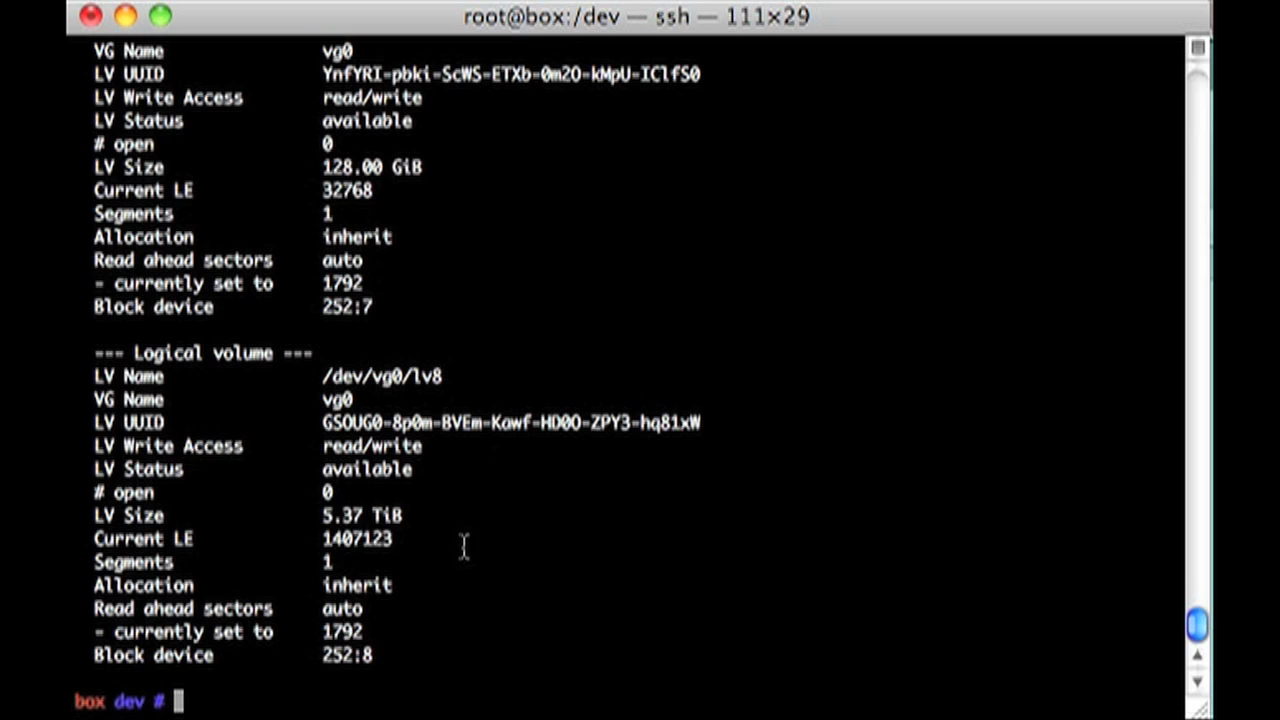 root@box:/dev — ssh — 111×29
VG Name vg0
LV UUID YnfYRI-pbki-ScWS-ETXb-0m2O-kMpU-IClfS0
LV Write Access read/write
LV Status available
# open 0
LV Size 128.00 GiB
Current LE 32768
Segments 1
Allocation inherit
Read ahead sectors auto
- currently set to 1792
Block device 252:7
--- Logical volume ---
LV Name /dev/vg0/lv8
VG Name vg0
LV UUID GSOUG0-8p0m-BVEm-Kawf-HD0O-ZPY3-hq81xW
LV Write Access read/write
LV Status available
# open 0
LV Size 5.37 TiB
Current LE 1407123
Segments 1
Allocation inherit
Read ahead sectors auto
- currently set to 1792
Block device 252:8
box dev #